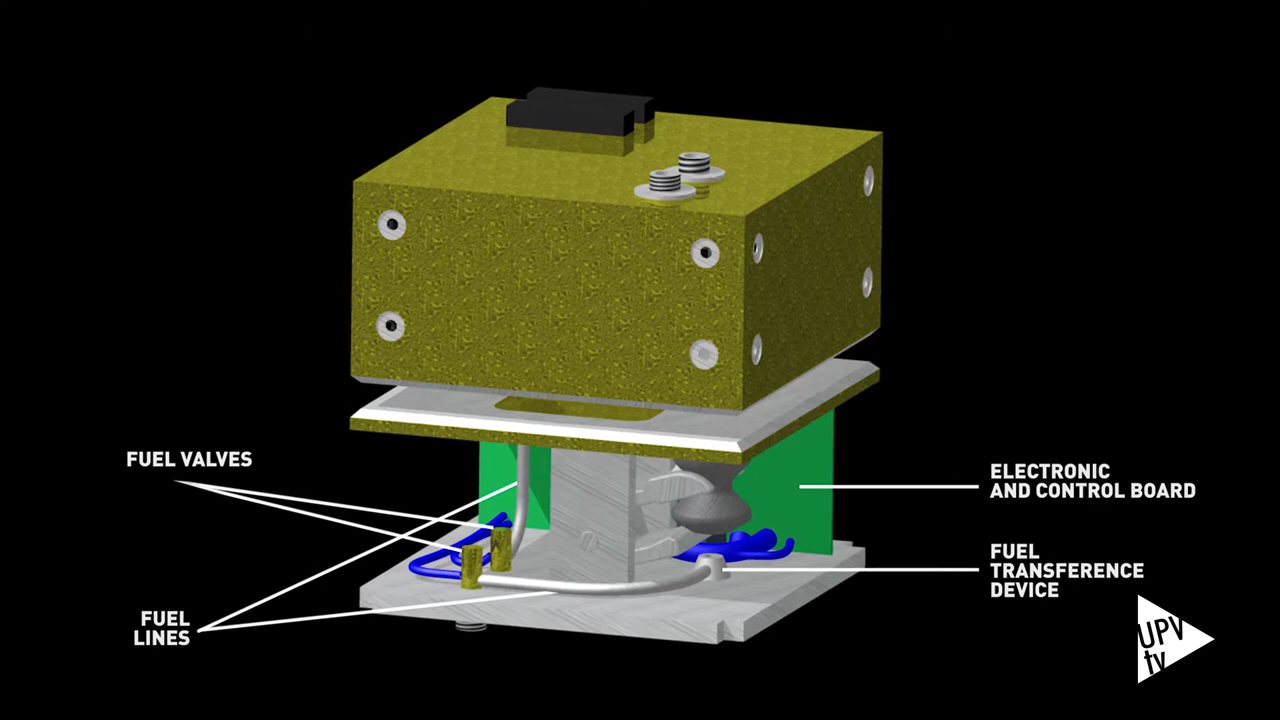 FUEL VALVES
FUEL
LINES
ELECTRONIC
AND CONTROL BOARD
FUEL
TRANSFERENCE
DEVICE
UPV
tv